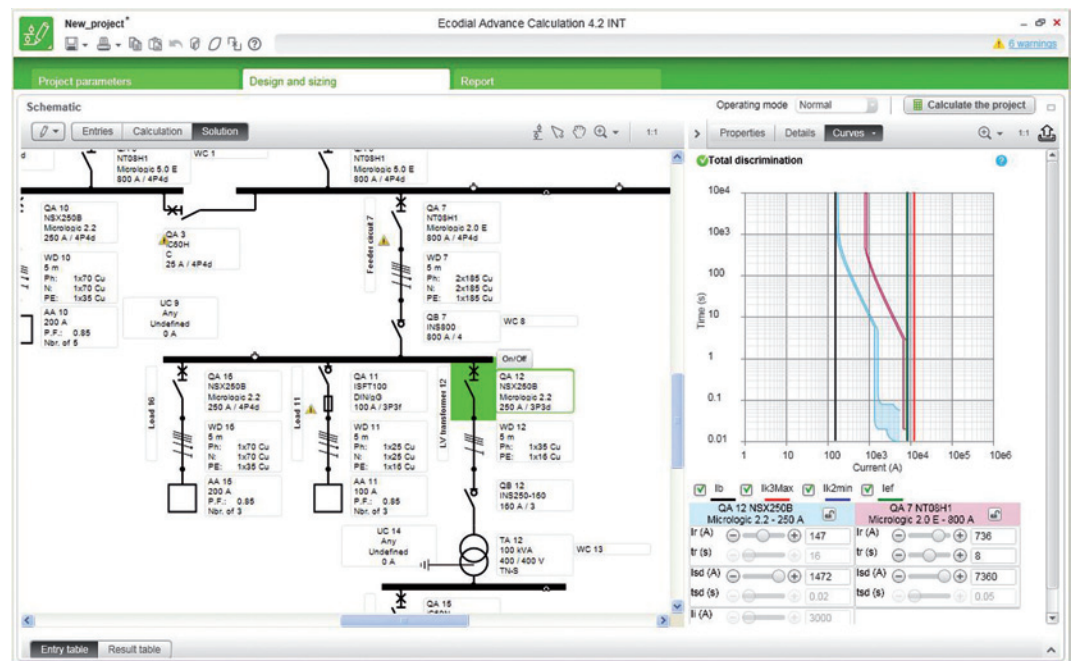 New_project*
Ecodial Advance Calculation 4.2 INT
6 warnings
Project parameters
Design and sizing
Report
Schematic
Operating mode Normal
Calculate the project
Entries
Calculation
Solution
1:1
Properties
Details
Curves
1:1
NT08H1
Micrologic 5.0 E
800 A / 4P4d
WC 1
NT08H1
Micrologic 5.0 E
800 A / 4P4d
QA 10
NSX250B
Micrologic 2.2
250 A / 4P4d
WD 10
5 m
Ph: 1x70 Cu
N: 1x70 Cu
PE: 1x35 Cu
AA 10
200 A
P.F.: 0.85
Nbr. of 5
QA 3
iC60H
C
25 A / 4P4d
UC 9
Any
Undefined
0 A
Feeder circuit 7
QA 7
NT08H1
Micrologic 2.0 E
800 A / 4P4d
WD 7
5 m
Ph: 2x185 Cu
N: 2x185 Cu
PE: 1x185 Cu
QB 7
INS800
800 A / 4
WC 8
On/Off
Load 16
QA 16
NSX250B
Micrologic 2.2
250 A / 4P4d
WD 16
5 m
Ph: 1x70 Cu
N: 1x70 Cu
PE: 1x35 Cu
AA 15
200 A
P.F.: 0.85
Nbr. of 3
Load 11
QA 11
ISFT100
DIN/gG
100 A / 3P3f
WD 11
5 m
Ph: 1x25 Cu
N: 1x25 Cu
PE: 1x16 Cu
AA 11
100 A
P.F.: 0.85
Nbr. of 3
LV transformer 12
QA 12
NSX250B
Micrologic 2.2
250 A / 3P3d
WD 12
5 m
Ph: 1x35 Cu
PE: 1x16 Cu
QB 12
INS250-160
160 A / 3
UC 14
Any
Undefined
0 A
TA 12
100 kVA
400 / 400 V
TN-S
WC 13
QA 15
Total discrimination
10e4
10e3
100
10
1
0.1
0.01
Time (s)
1
10
100
10e3
10e4
10e5
10e6
Current (A)
Ib
Ik3Max
Ik2min
Ief
QA 12 NSX250B
Micrologic 2.2 - 250 A
Ir (A) 147
tr (s) 16
Isd (A) 1472
tsd (s) 0.02
Ii (A) 3000
QA 7 NT08H1
Micrologic 2.0 E - 800 A
Ir (A) 736
tr (s) 8
Isd (A) 7360
tsd (s) 0.05
Entry table
Result table